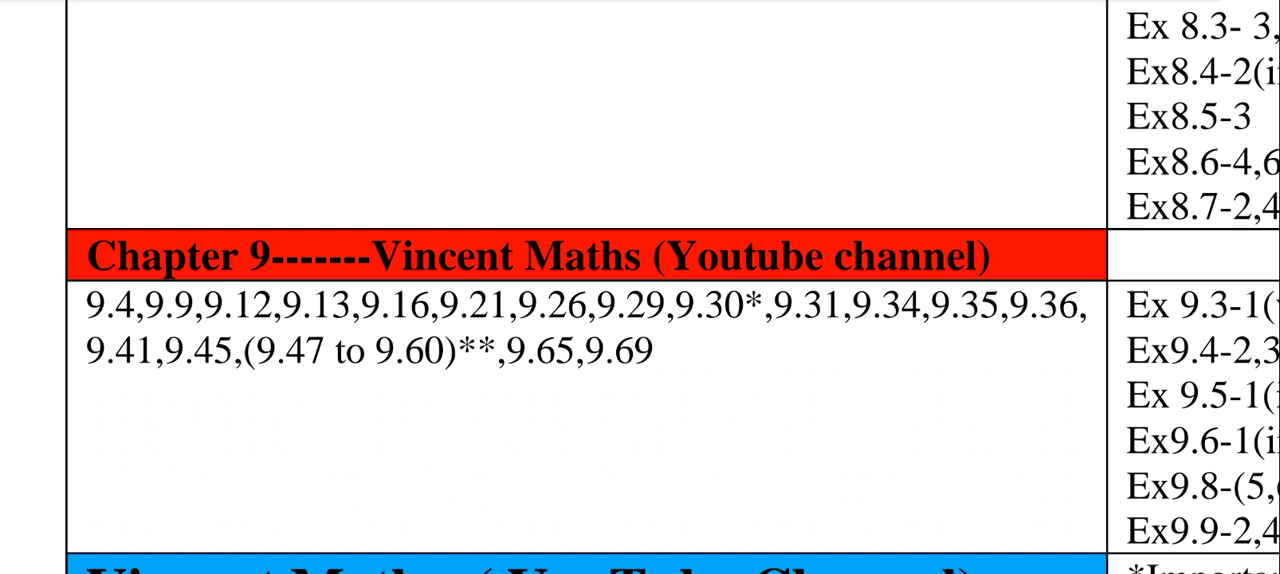 Ex 8.3- 3,
Ex8.4-2(i
Ex8.5-3
Ex8.6-4,6
Ex8.7-2,4
Chapter 9-------Vincent Maths (Youtube channel)
9.4,9.9,9.12,9.13,9.16,9.21,9.26,9.29,9.30*,9.31,9.34,9.35,9.36,
9.41,9.45,(9.47 to 9.60)**,9.65,9.69
Ex 9.3-1(
Ex9.4-2,3
Ex 9.5-1(
Ex9.6-1(i
Ex9.8-(5,
Ex9.9-2,4